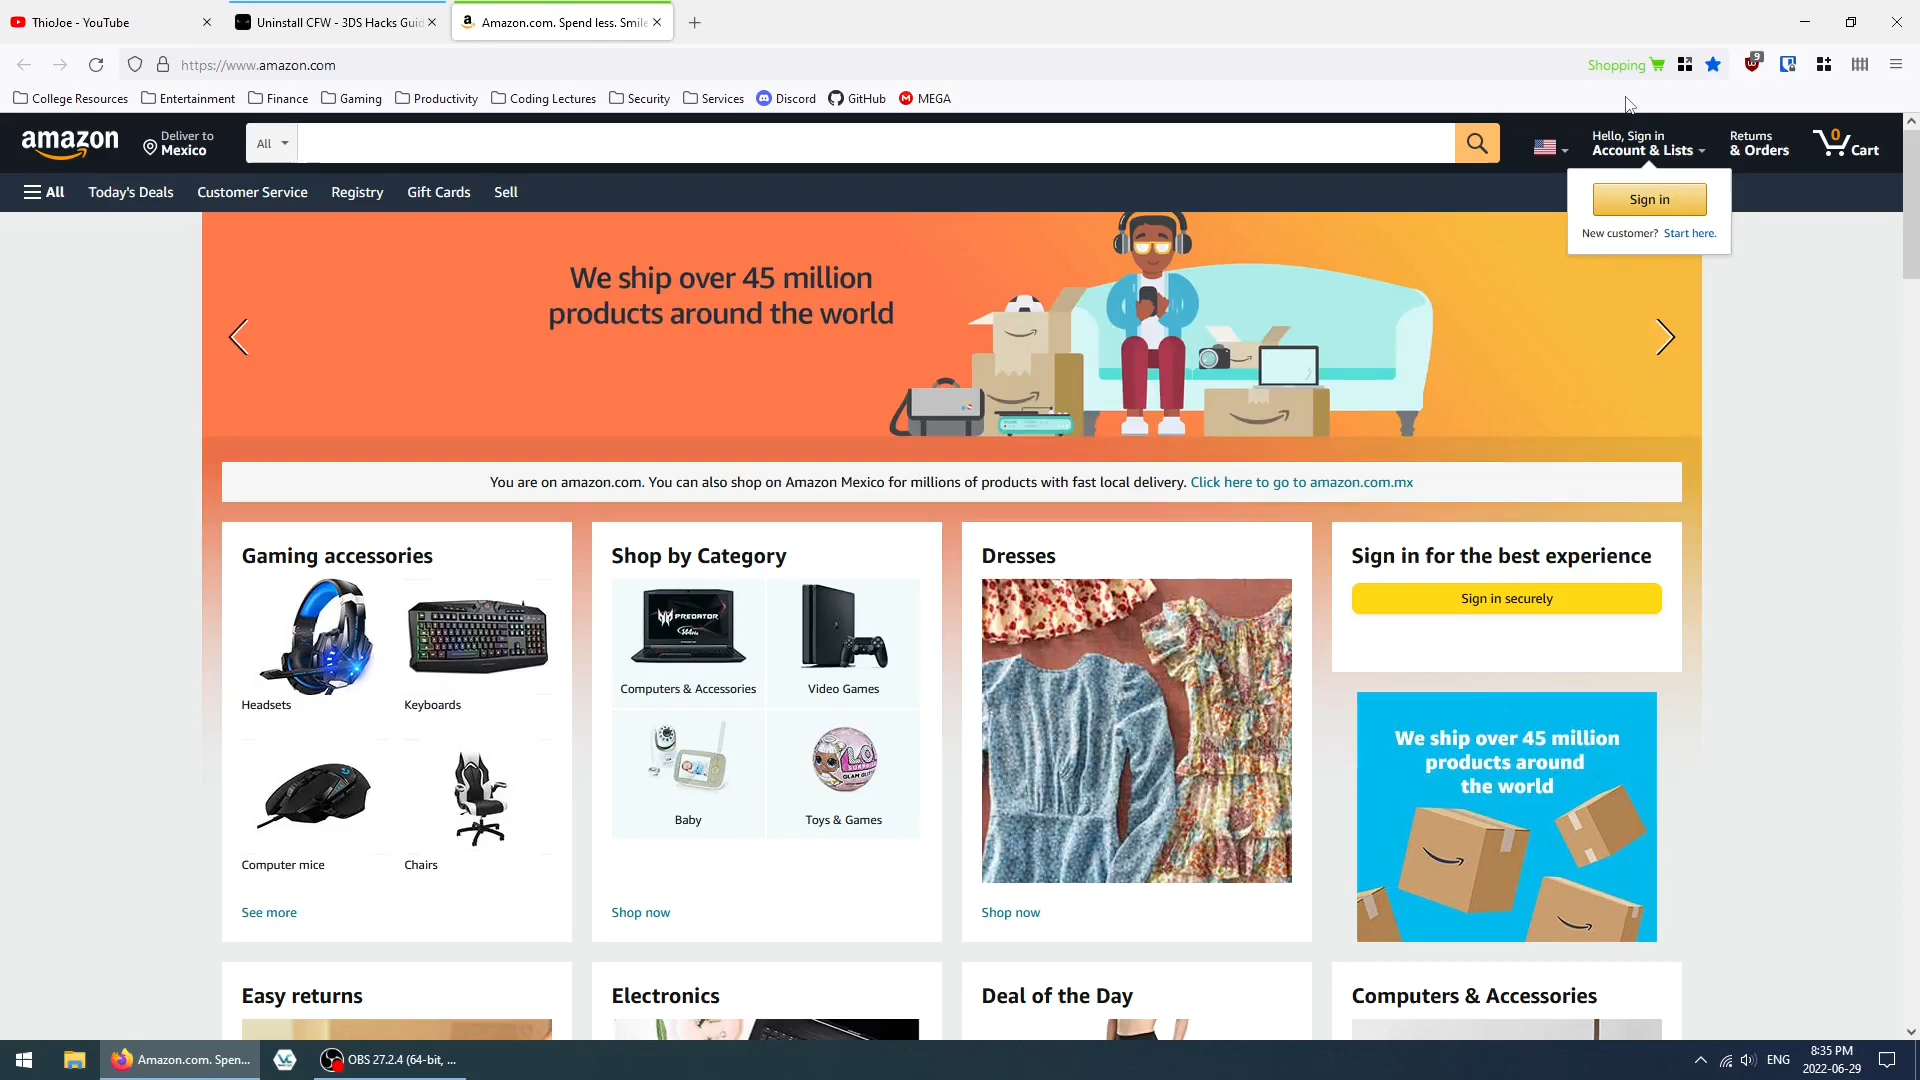 ThioJoe - YouTube
Uninstall CFW - 3DS Hacks Guid
Amazon.com. Spend less. Smile
https://www.amazon.com
Shopping
9
College Resources
Entertainment
Finance
Gaming
Productivity
Coding Lectures
Security
Services
Discord
GitHub
MEGA
amazon
Deliver to
Mexico
All
Hello, Sign in
Account & Lists
Returns
& Orders
0
Cart
All
Today's Deals
Customer Service
Registry
Gift Cards
Sell
Sign in
New customer? Start here.
We ship over 45 million
products around the world
You are on amazon.com. You can also shop on Amazon Mexico for millions of products with fast local delivery. Click here to go to amazon.com.mx
Gaming accessories
Headsets
Keyboards
Computer mice
Chairs
See more
Shop by Category
PREDATOR
144Hz
Computers & Accessories
Video Games
Baby
Toys & Games
Shop now
Dresses
Shop now
Sign in for the best experience
Sign in securely
We ship over 45 million
products around
the world
Easy returns
Electronics
Deal of the Day
Computers & Accessories
Amazon.com. Spen...
OBS 27.2.4 (64-bit, ...
ENG
8:35 PM
2022-06-29